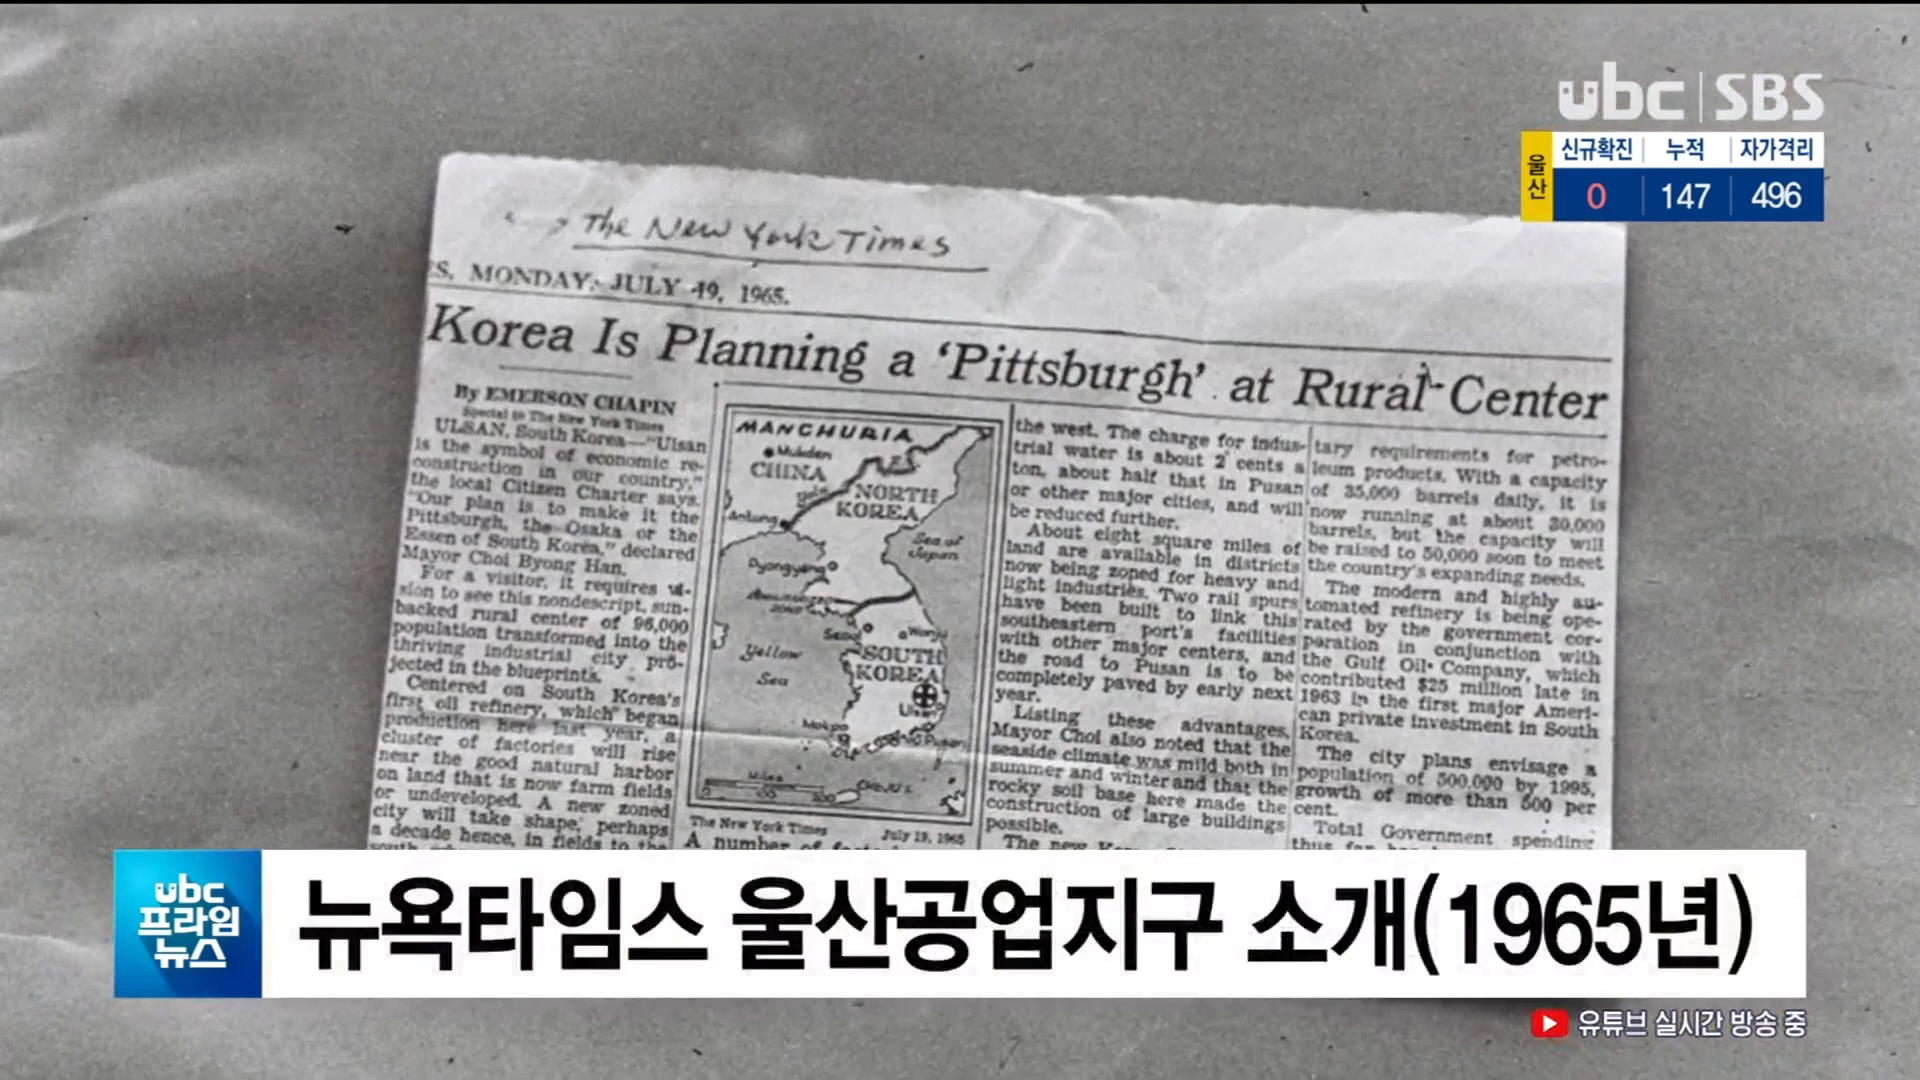 ubc SBS
울산
신규확진 누적 자가격리
0 147 496
The New York Times
ES, MONDAY, JULY 19, 1965.
Korea Is Planning a ‘Pittsburgh’ at Rural Center
By EMERSON CHAPIN
Special to The New York Times
ULSAN, South Korea—“Ulsan
is the symbol of economic re-
construction in our country,”
the local Citizen Charter says.
“Our plan is to make it the
Pittsburgh, the Osaka or the
Essen of South Korea,” declared
Mayor Choi Byong Han.
For a visitor, it requires vi-
sion to see this nondescript, sun-
backed rural center of 96,000
population transformed into the
thriving industrial city pro-
jected in the blueprints.
Centered on South Korea's
first oil refinery, which began
production here last year, a
cluster of factories will rise
near the good natural harbor
on land that is now farm fields
or undeveloped. A new zoned
city will take shape, perhaps
a decade hence, in fields to the
MANCHURIA
Mukden
CHINA
Yalu
NORTH
KOREA
Antung
Sea of
Japan
Pyongyang
Seoul
Wonju
Yellow
Sea
SOUTH
KOREA
Ulsan
Mokpo
Pusan
Miles
CHEJU I.
The New York Times July 19, 1965
A number of
the west. The charge for indus-
trial water is about 2 cents a
ton, about half that in Pusan
or other major cities, and will
be reduced further.
About eight square miles of
land are available in districts
now being zoned for heavy and
light industries. Two rail spurs
have been built to link this
southeastern port's facilities
with other major centers, and
the road to Pusan is to be
completely paved by early next
year.
Listing these advantages,
Mayor Choi also noted that the
seaside climate was mild both in
summer and winter and that the
rocky soil base here made the
construction of large buildings
possible.
The new
tary requirements for petro-
leum products. With a capacity
of 35,000 barrels daily, it is
now running at about 30,000
barrels, but the capacity will
be raised to 50,000 soon to meet
the country's expanding needs.
The modern and highly au-
tomated refinery is being ope-
rated by the government cor-
poration in conjunction with
the Gulf Oil Company, which
contributed $25 million late in
1963 in the first major Ameri-
can private investment in South
Korea.
The city plans envisage a
population of 500,000 by 1995,
growth of more than 500 per
cent.
Total Government spending
thus far
ubc
프라임
뉴스
뉴욕타임스 울산공업지구 소개(1965년)
유튜브 실시간 방송 중